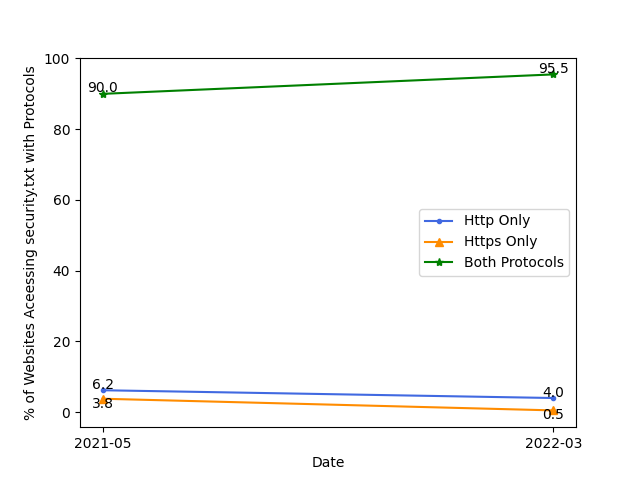 % of Websites Aceessing security.txt with Protocols
100
80
60
40
20
0
90.0
95.5
Http Only
Https Only
Both Protocols
6.2
3.8
4.0
0.5
2021-05
2022-03
Date